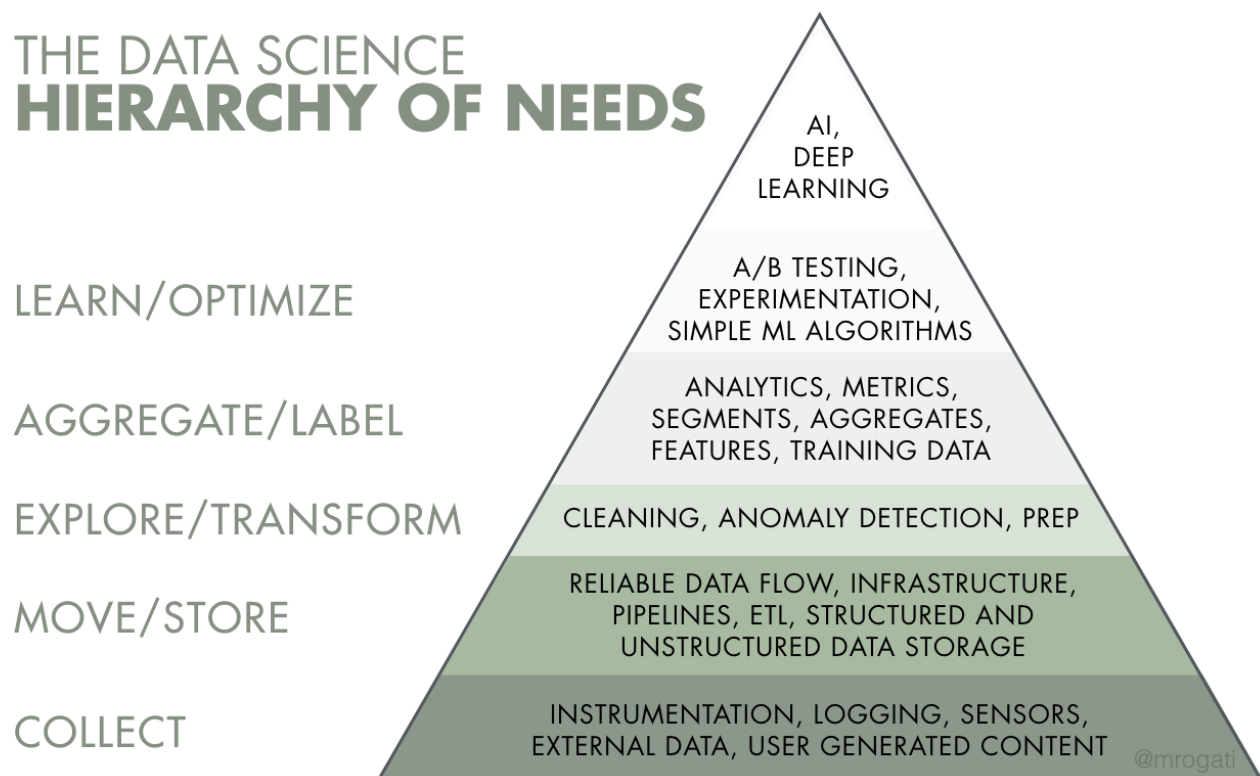 THE DATA SCIENCE
HIERARCHY OF NEEDS
AI,
DEEP
LEARNING
LEARN/OPTIMIZE
A/B TESTING,
EXPERIMENTATION,
SIMPLE ML ALGORITHMS
AGGREGATE/LABEL
ANALYTICS, METRICS,
SEGMENTS, AGGREGATES,
FEATURES, TRAINING DATA
EXPLORE/TRANSFORM
CLEANING, ANOMALY DETECTION, PREP
MOVE/STORE
RELIABLE DATA FLOW, INFRASTRUCTURE,
PIPELINES, ETL, STRUCTURED AND
UNSTRUCTURED DATA STORAGE
COLLECT
INSTRUMENTATION, LOGGING, SENSORS,
EXTERNAL DATA, USER GENERATED CONTENT
@mrogati